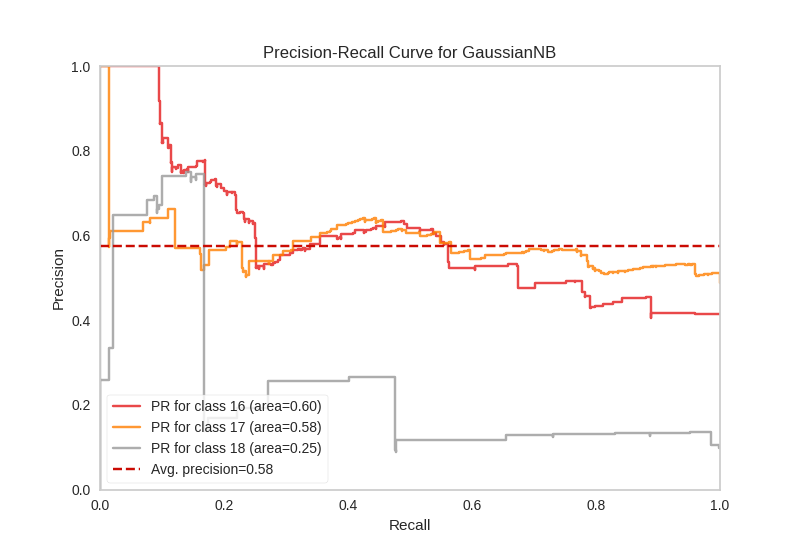 Precision-Recall Curve for GaussianNB
1.0
0.8
0.6
0.4
0.2
0.0
Precision
PR for class 16 (area=0.60)
PR for class 17 (area=0.58)
PR for class 18 (area=0.25)
Avg. precision=0.58
0.0 0.2 0.4 0.6 0.8 1.0
Recall